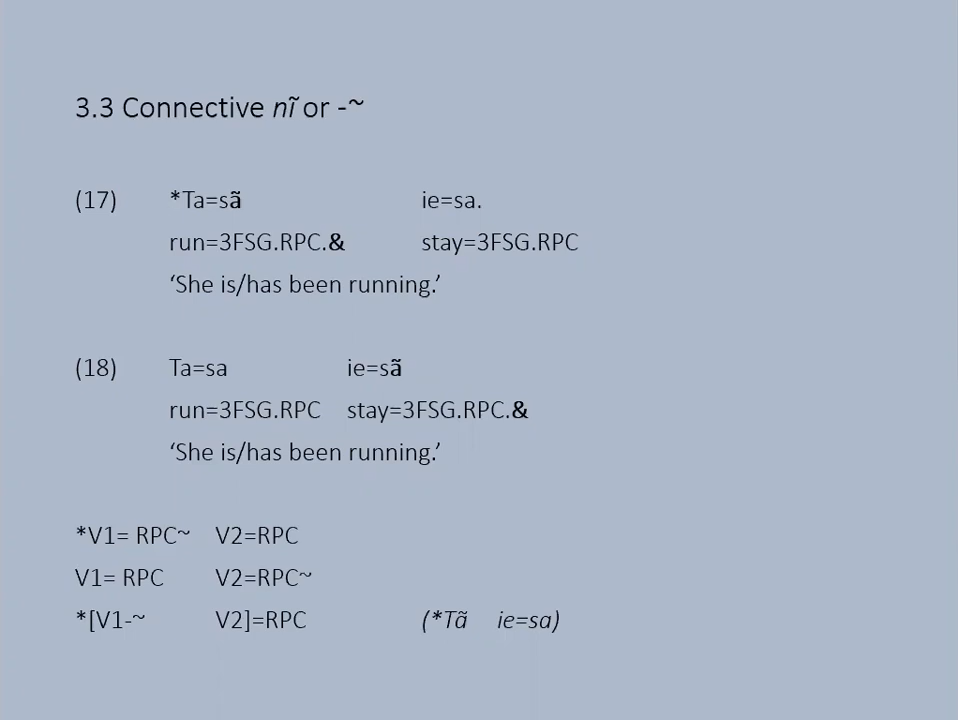 3.3 Connective nĩ or -~
(17) *Ta=sã ie=sa.
run=3FSG.RPC.& stay=3FSG.RPC
‘She is/has been running.’
(18) Ta=sa ie=sã
run=3FSG.RPC stay=3FSG.RPC.&
‘She is/has been running.’
*V1= RPC~ V2=RPC
V1= RPC V2=RPC~
*[V1-~ V2]=RPC (*Tã ie=sa)